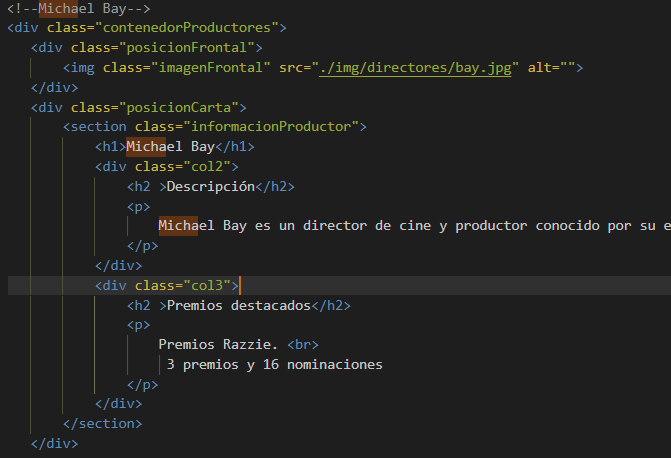 <!--Michael Bay-->
<div class="contenedorProductores">
<div class="posicionFrontal">
<img class="imagenFrontal" src="./img/directores/bay.jpg" alt="">
</div>
<div class="posicionCarta">
<section class="informacionProductor">
<h1>Michael Bay</h1>
<div class="col2">
<h2 >Descripción</h2>
<p>
Michael Bay es un director de cine y productor conocido por su e
</p>
</div>
<div class="col3">
<h2 >Premios destacados</h2>
<p>
Premios Razzie. <br>
3 premios y 16 nominaciones
</p>
</div>
</section>
</div>